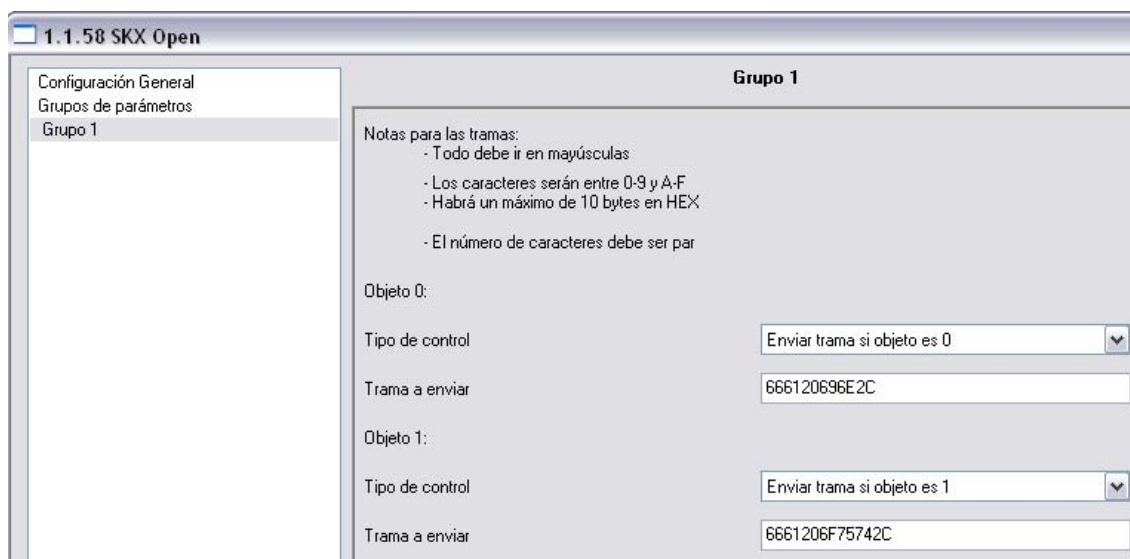 1.1.58 SKX Open
Configuración General
Grupos de parámetros
Grupo 1
Grupo 1
Notas para las tramas:
- Todo debe ir en mayúsculas
- Los caracteres serán entre 0-9 y A-F
- Habrá un máximo de 10 bytes en HEX
- El número de caracteres debe ser par
Objeto 0:
Tipo de control
Enviar trama si objeto es 0
Trama a enviar
666120696E2C
Objeto 1:
Tipo de control
Enviar trama si objeto es 1
Trama a enviar
6661206F75742C